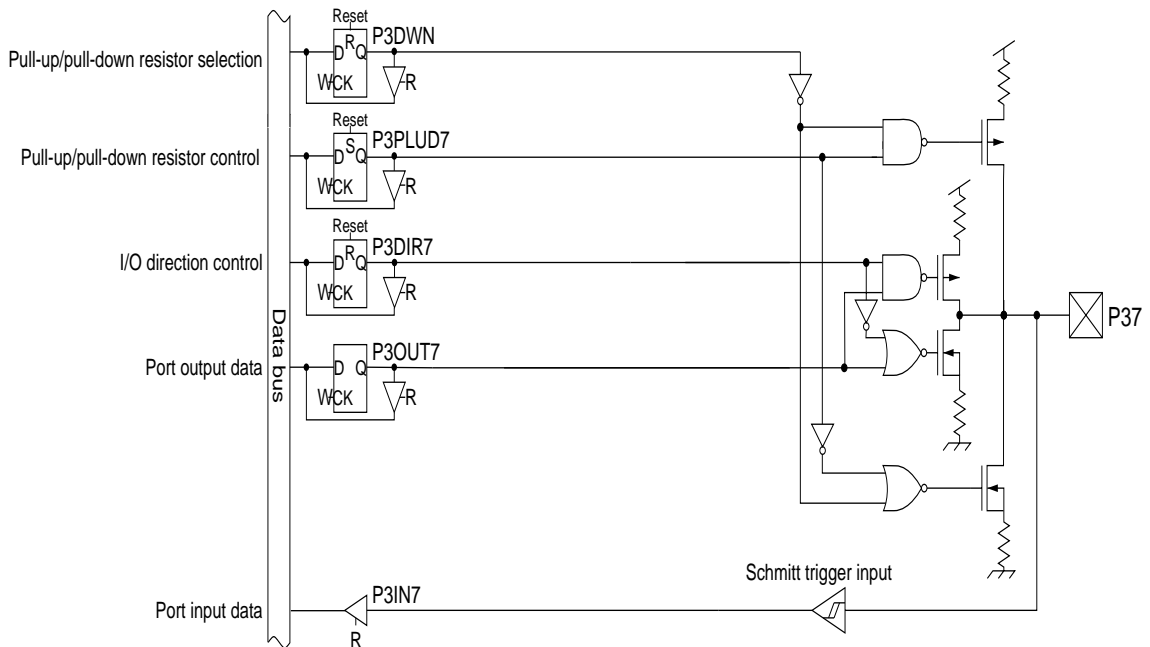 Reset
P3DWN
Pull-up/pull-down resistor selection
R
D Q
WCK
R
Reset
P3PLUD7
Pull-up/pull-down resistor control
S
D Q
WCK
R
Reset
P3DIR7
I/O direction control
R
D Q
WCK
R
Data bus
P37
P3OUT7
Port output data
D Q
WCK
R
Schmitt trigger input
P3IN7
Port input data
R